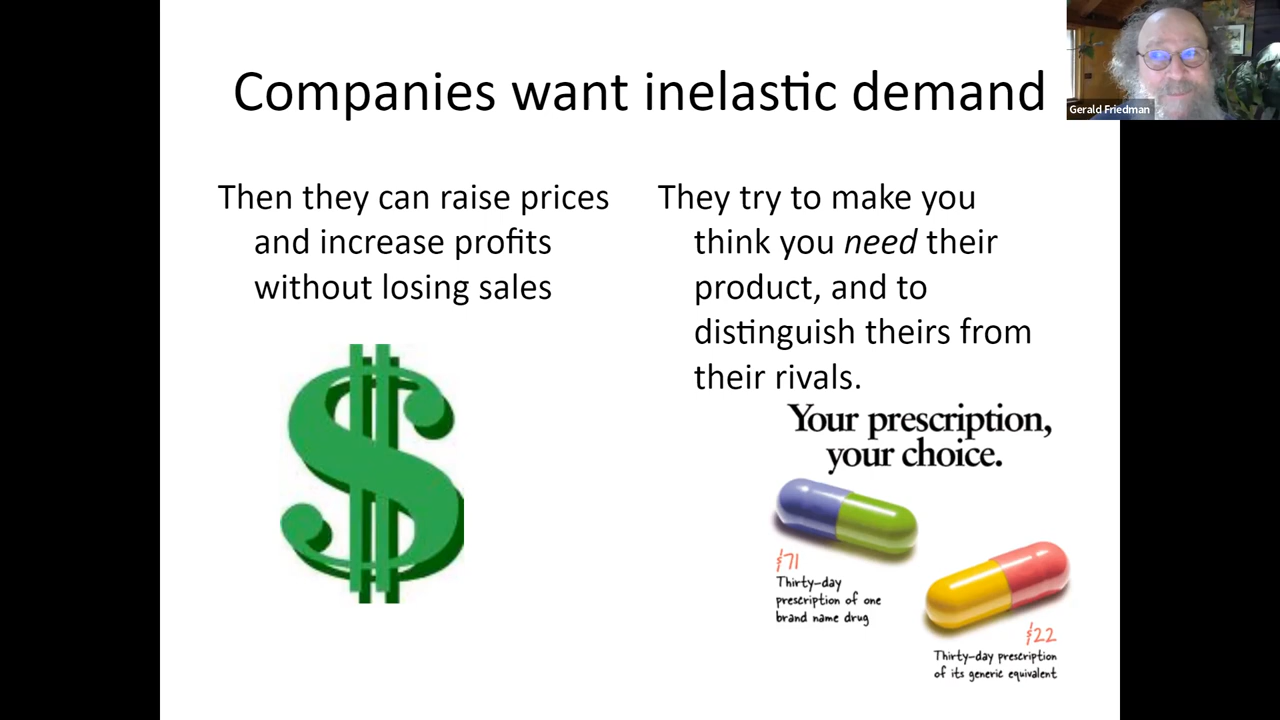 Companies want inelastic demand
Gerald Friedman
Then they can raise prices
and increase profits
without losing sales
They try to make you
think you need their
product, and to
distinguish theirs from
their rivals.
Your prescription,
your choice.
$71
Thirty-day
prescription of one
brand name drug
$22
Thirty-day prescription
of its generic equivalent